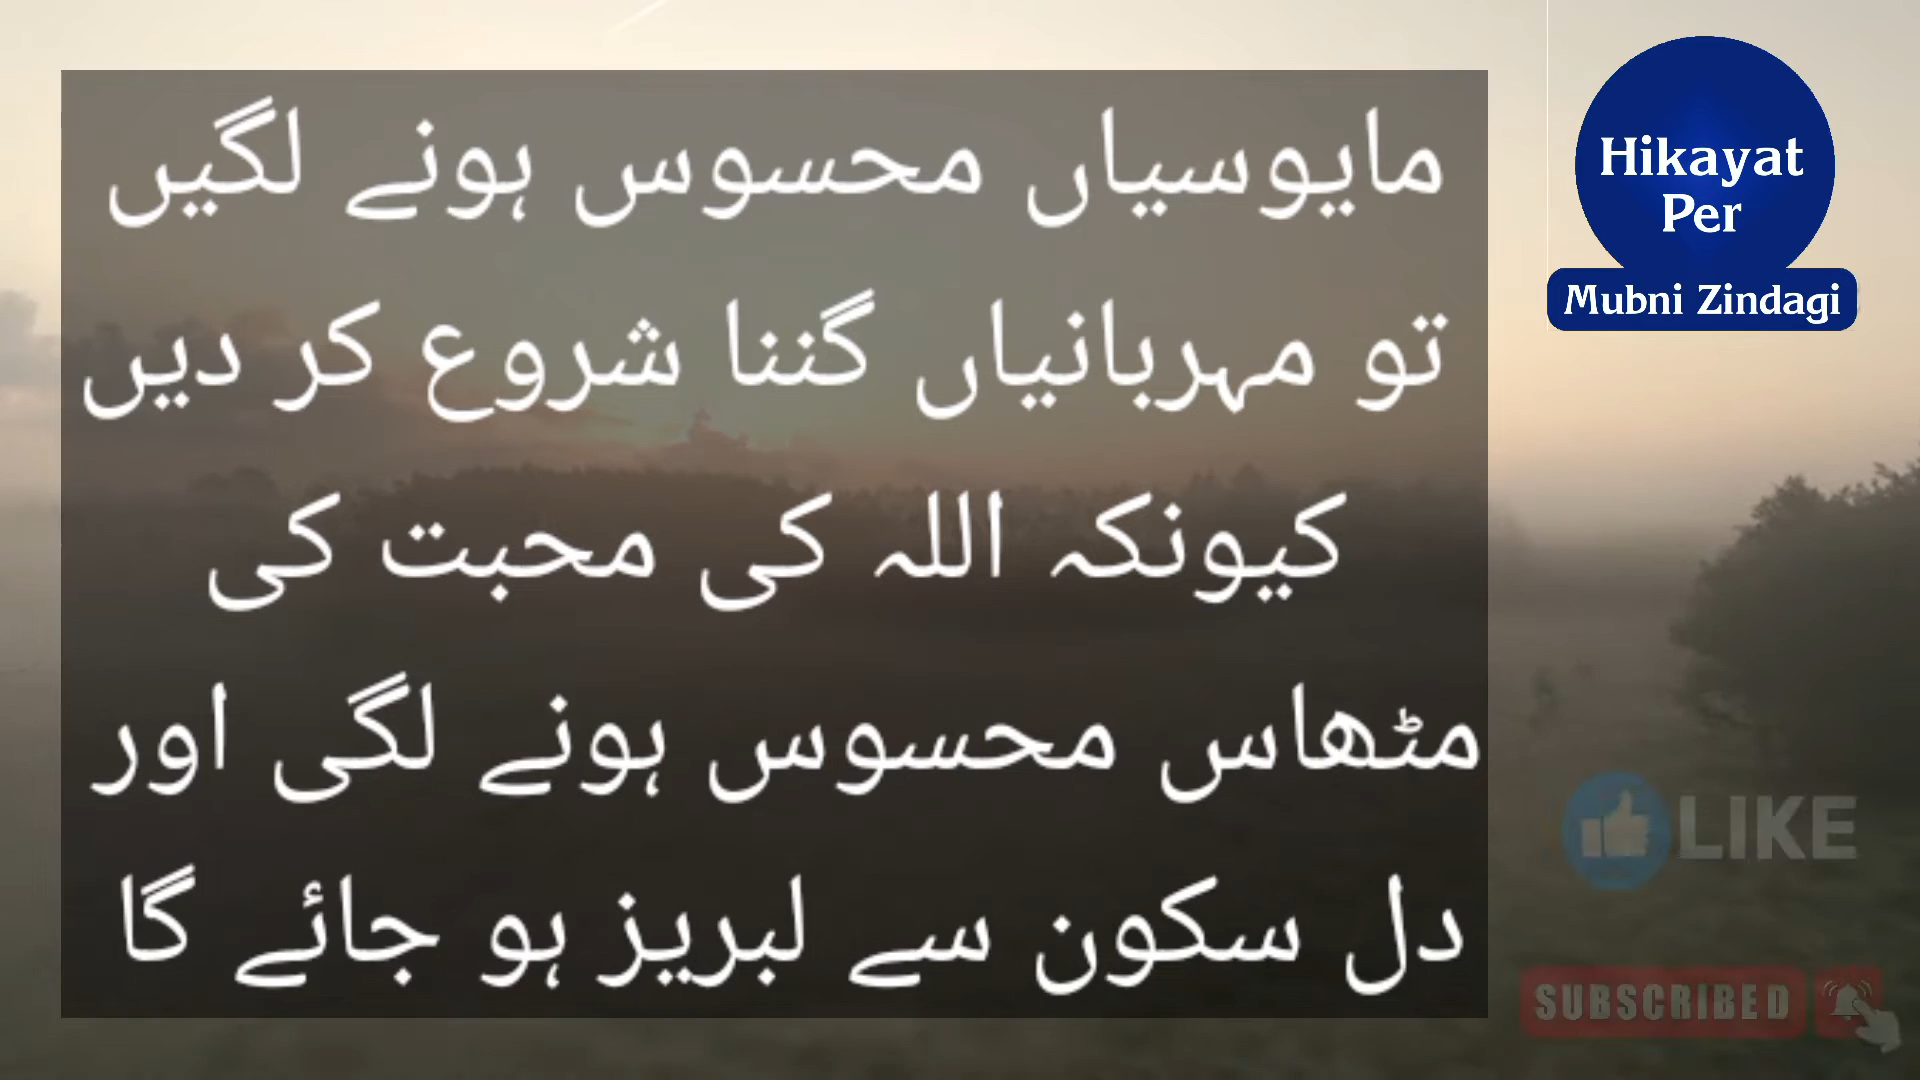 مایوسیاں محسوس ہونے لگیں
تو مہربانیاں گننا شروع کر دیں
کیونکہ اللہ کی محبت کی
مٹھاس محسوس ہونے لگی اور
دل سکون سے لبریز ہو جائے گا
Hikayat
Per
Mubni Zindagi
LIKE
SUBSCRIBED